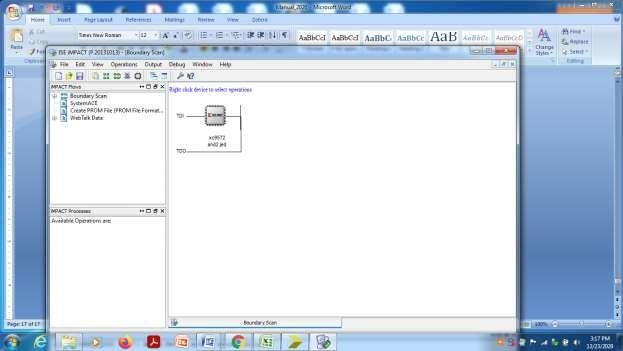 Manual_2020 - Microsoft Word
Home Insert Page Layout References Mailings Review View Zotero
Cut
Paste
Times New Roman 12
AaBbCcI AaBbCcI AaBbC AaBbCc AaB AaBbCc AaBbCc
Change Styles
Find
Replace
Select
Clipboard
Editing
ISE iMPACT (P.20131013) - [Boundary Scan]
File Edit View Operations Output Debug Window Help
iMPACT Flows
Boundary Scan
SystemACE
Create PROM File (PROM File Format...
WebTalk Data
Right click device to select operations
TDI
xc9572
and2.jed
TDO
iMPACT Processes
Available Operations are:
Boundary Scan
Page: 17 of 17
100%
3:17 PM
12/23/2020